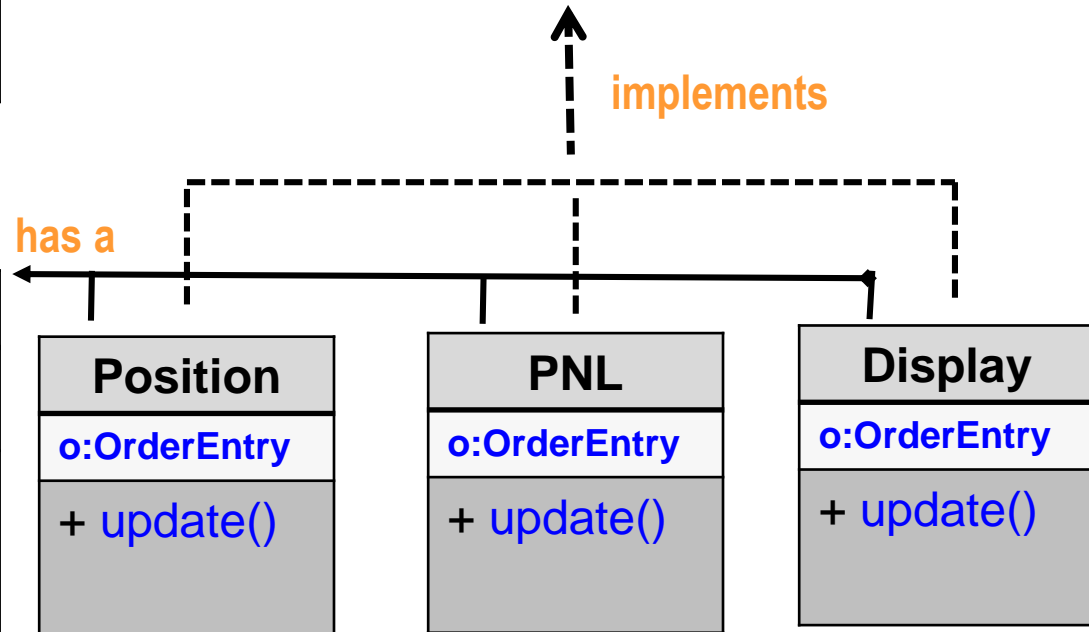 implements
has a
Position
o:OrderEntry
+ update()
PNL
o:OrderEntry
+ update()
Display
o:OrderEntry
+ update()